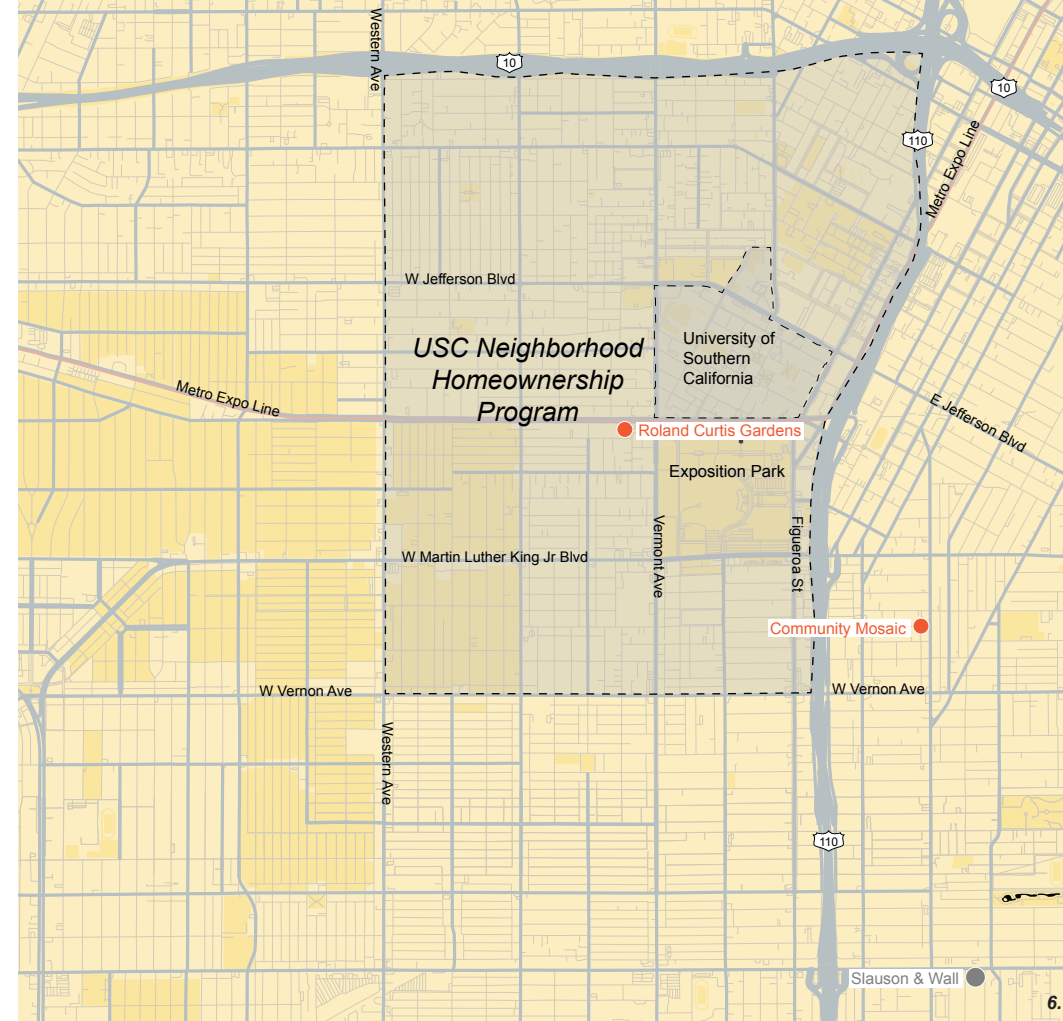 Western Ave
10
10
110
Metro Expo Line
W Jefferson Blvd
University of
Southern
California
USC Neighborhood
Homeownership
Program
Metro Expo Line
E Jefferson Blvd
Roland Curtis Gardens
Exposition Park
Vermont Ave
Figueroa St
W Martin Luther King Jr Blvd
Community Mosaic
W Vernon Ave
W Vernon Ave
Western Ave
110
Slauson & Wall
6.